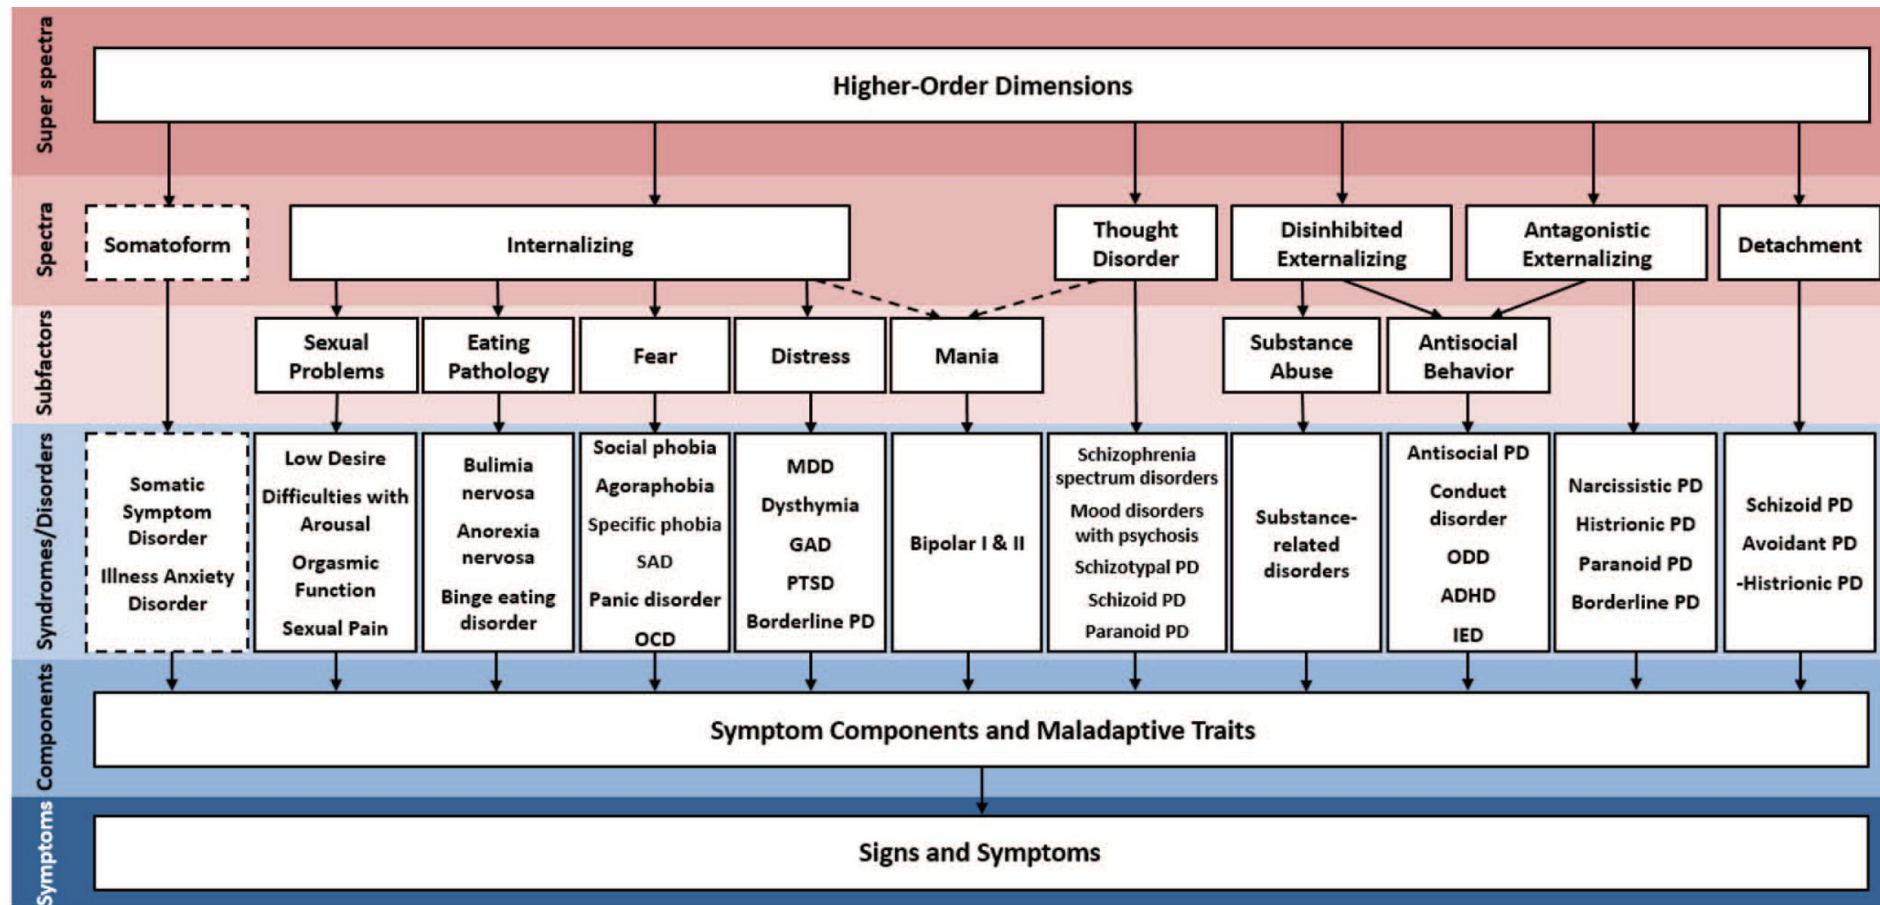 Super spectra
Higher-Order Dimensions
Spectra
Somatoform
Internalizing
Thought
Disorder
Disinhibited
Externalizing
Antagonistic
Externalizing
Detachment
Subfactors
Sexual
Problems
Eating
Pathology
Fear
Distress
Mania
Substance
Abuse
Antisocial
Behavior
Syndromes/Disorders
Somatic
Symptom
Disorder
Illness Anxiety
Disorder
Low Desire
Difficulties with
Arousal
Orgasmic
Function
Sexual Pain
Bulimia
nervosa
Anorexia
nervosa
Binge eating
disorder
Social phobia
Agoraphobia
Specific phobia
SAD
Panic disorder
OCD
MDD
Dysthymia
GAD
PTSD
Borderline PD
Bipolar I & II
Schizophrenia
spectrum disorders
Mood disorders
with psychosis
Schizotypal PD
Schizoid PD
Paranoid PD
Substance-
related
disorders
Antisocial PD
Conduct
disorder
ODD
ADHD
IED
Narcissistic PD
Histrionic PD
Paranoid PD
Borderline PD
Schizoid PD
Avoidant PD
-Histrionic PD
Components
Symptom Components and Maladaptive Traits
Symptoms
Signs and Symptoms